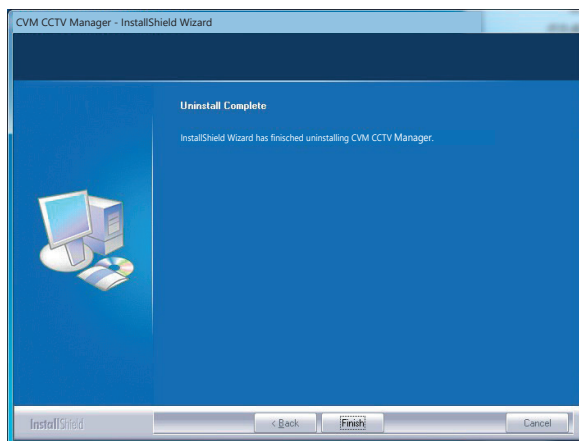 CVM CCTV Manager - InstallShield Wizard
Uninstall Complete
InstallShield Wizard has finisched uninstalling CVM CCTV Manager.
InstallShield
< Back
Finish
Cancel